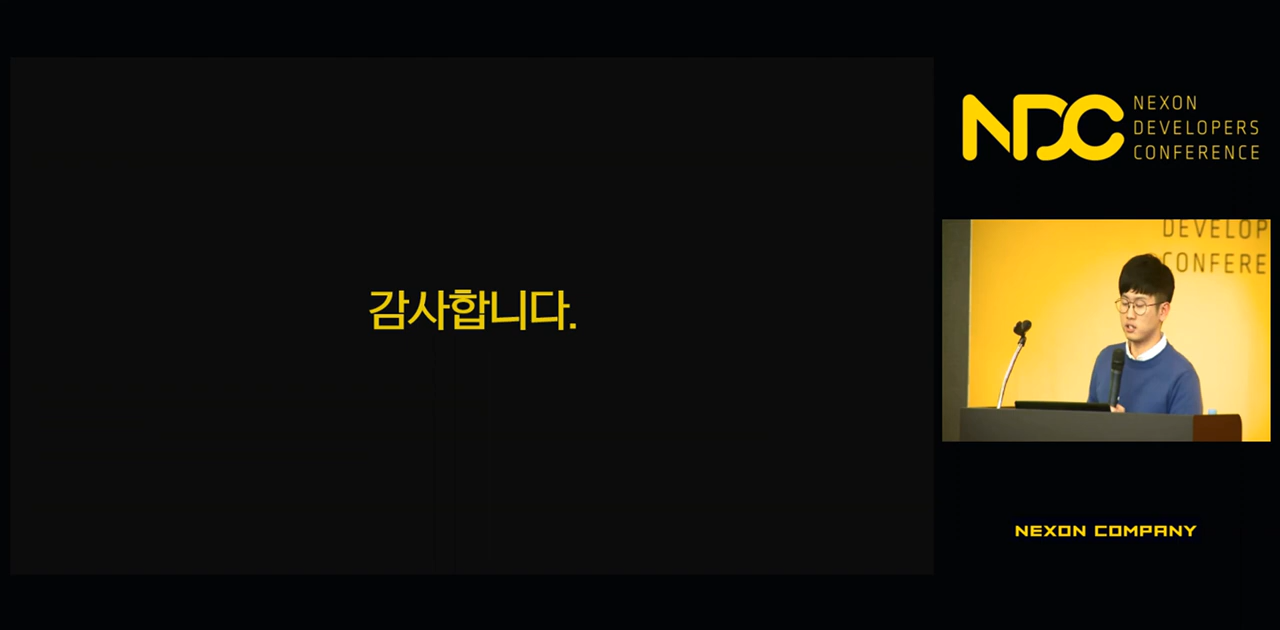 감사합니다.
NDC
NEXON
DEVELOPERS
CONFERENCE
DEVELOP
CONFERE
NEXON COMPANY